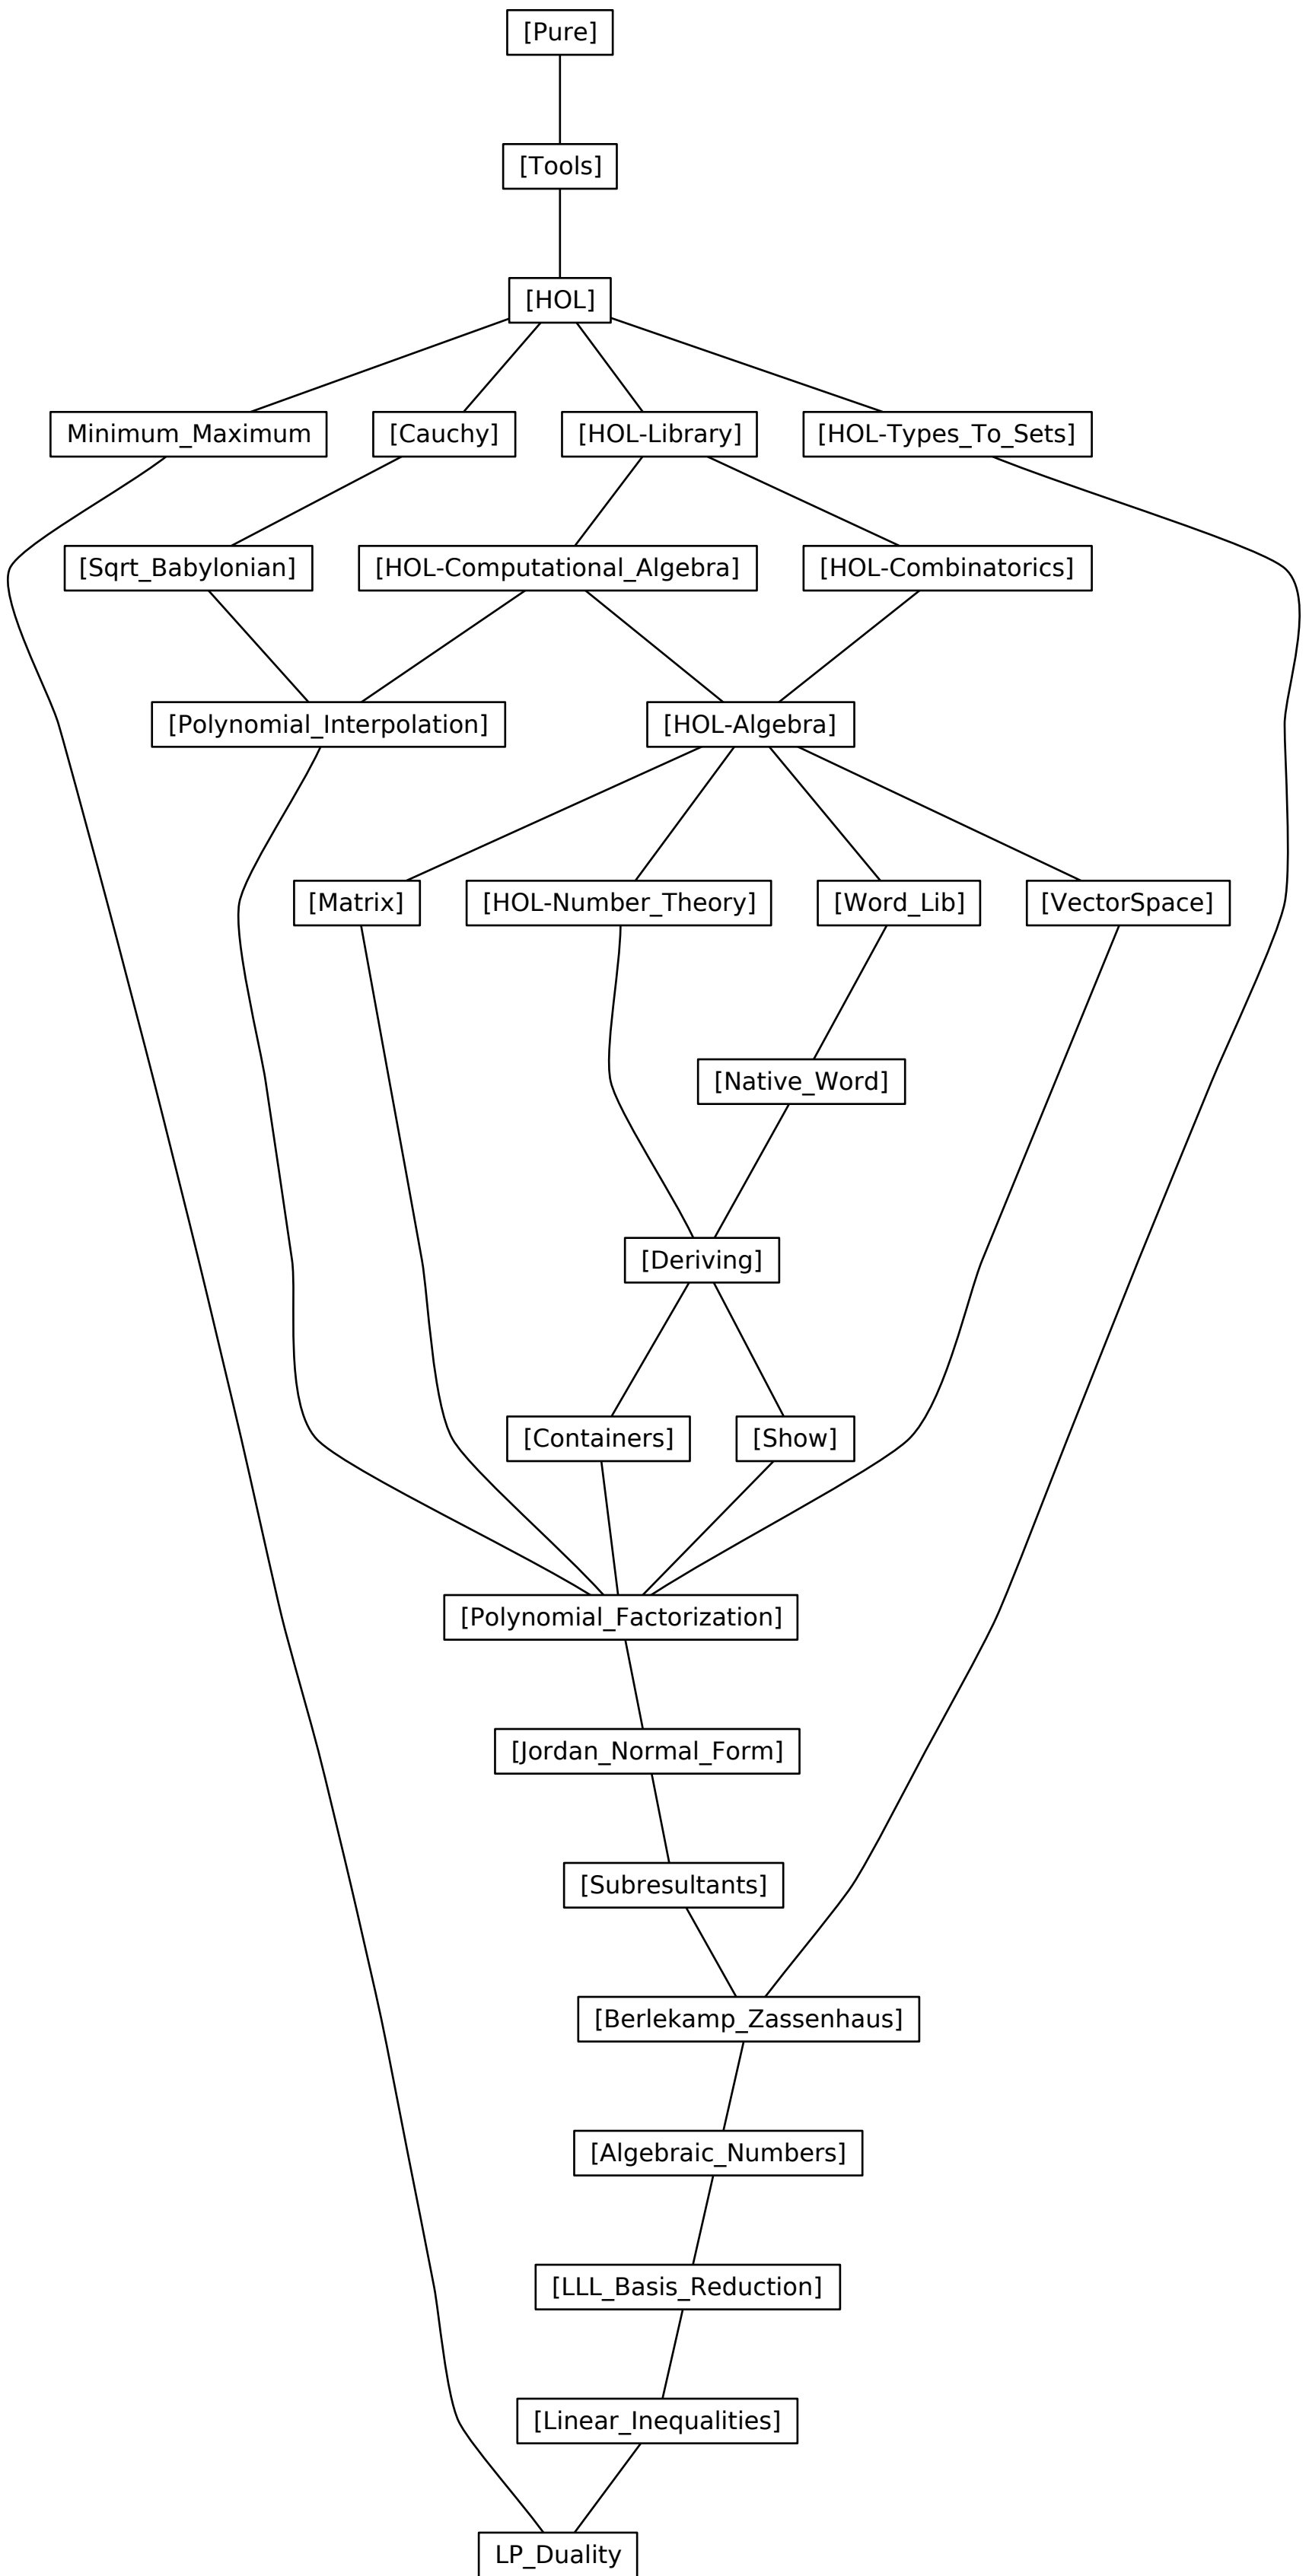 [Pure]
[Tools]
[HOL]
Minimum_Maximum
[Cauchy]
[HOL-Library]
[HOL-Types_To_Sets]
[Sqrt_Babylonian]
[HOL-Computational_Algebra]
[HOL-Combinatorics]
[Polynomial_Interpolation]
[HOL-Algebra]
[Matrix]
[HOL-Number_Theory]
[Word_Lib]
[VectorSpace]
[Native_Word]
[Deriving]
[Containers]
[Show]
[Polynomial_Factorization]
[Jordan_Normal_Form]
[Subresultants]
[Berlekamp_Zassenhaus]
[Algebraic_Numbers]
[LLL_Basis_Reduction]
[Linear_Inequalities]
LP_Duality